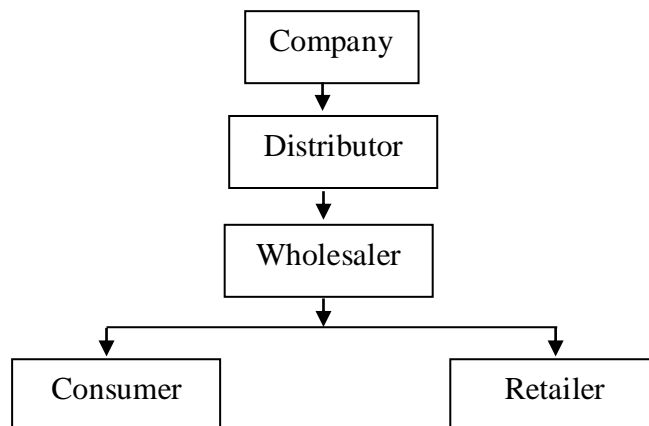 Company
Distributor
Wholesaler
Consumer
Retailer